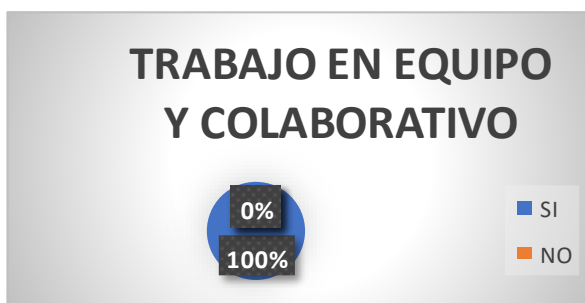 TRABAJO EN EQUIPO
Y COLABORATIVO
0%
100%
SI
NO